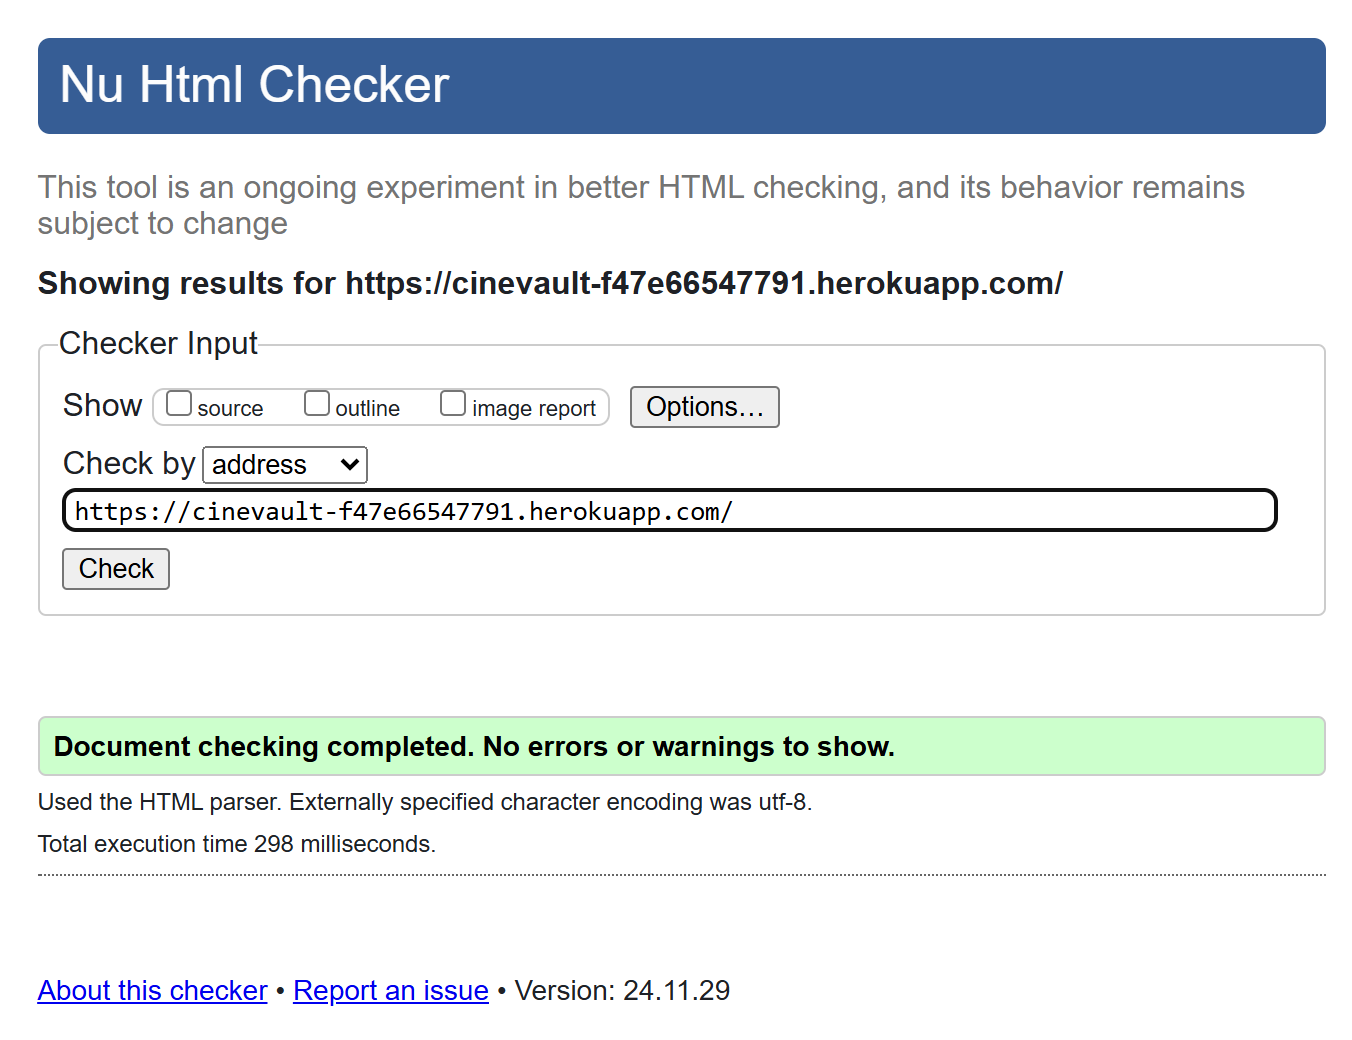 Nu Html Checker
This tool is an ongoing experiment in better HTML checking, and its behavior remains
subject to change
Showing results for https://cinevault-f47e66547791.herokuapp.com/
Checker Input
Show source outline image report Options…
Check by address
https://cinevault-f47e66547791.herokuapp.com/
Check
Document checking completed. No errors or warnings to show.
Used the HTML parser. Externally specified character encoding was utf-8.
Total execution time 298 milliseconds.
About this checker • Report an issue • Version: 24.11.29